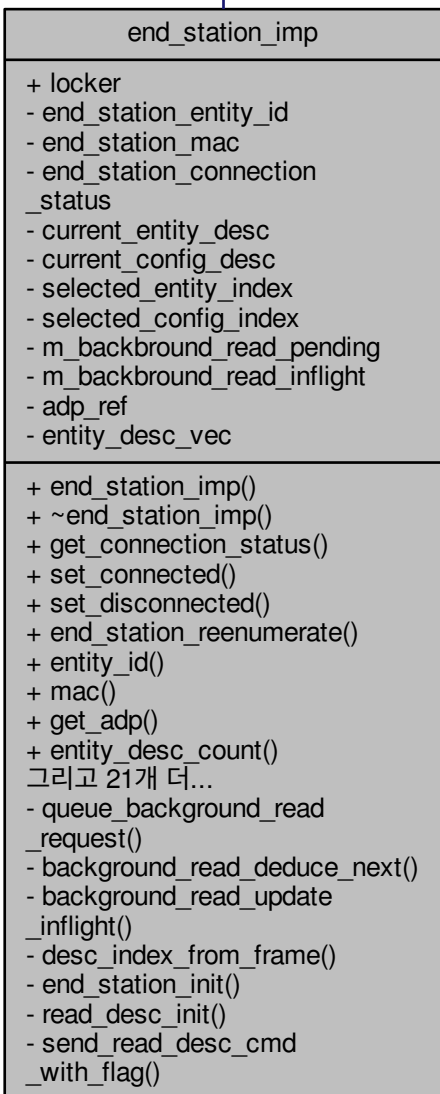 end_station_imp
+ locker
- end_station_entity_id
- end_station_mac
- end_station_connection
_status
- current_entity_desc
- current_config_desc
- selected_entity_index
- selected_config_index
- m_backbround_read_pending
- m_backbround_read_inflight
- adp_ref
- entity_desc_vec
+ end_station_imp()
+ ~end_station_imp()
+ get_connection_status()
+ set_connected()
+ set_disconnected()
+ end_station_reenumerate()
+ entity_id()
+ mac()
+ get_adp()
+ entity_desc_count()
그리고 21개 더...
- queue_background_read
_request()
- background_read_deduce_next()
- background_read_update
_inflight()
- desc_index_from_frame()
- end_station_init()
- read_desc_init()
- send_read_desc_cmd
_with_flag()